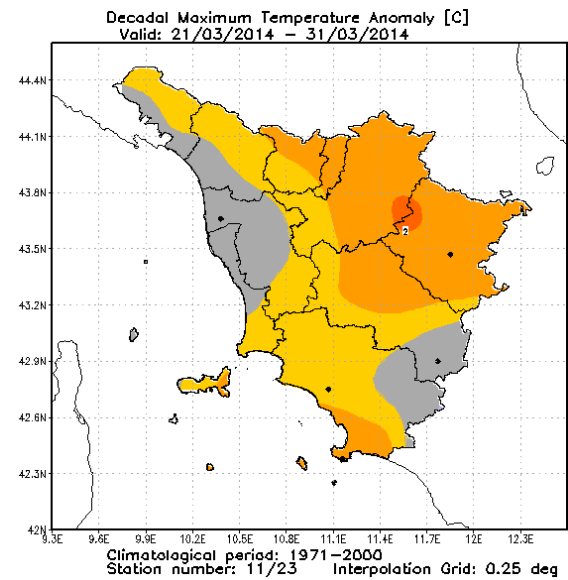 Decadal Maximum Temperature Anomaly [C]
Valid: 21/03/2014 – 31/03/2014
44.4N
44.1N
43.8N
43.5N
43.2N
42.9N
42.6N
42.3N
42N
2
9.3E 9.6E 9.9E 10.2E 10.5E 10.8E 11.1E 11.4E 11.7E 12E 12.3E
Climatological period: 1971–2000
Station number: 11/23 Interpolation Grid: 0.25 deg